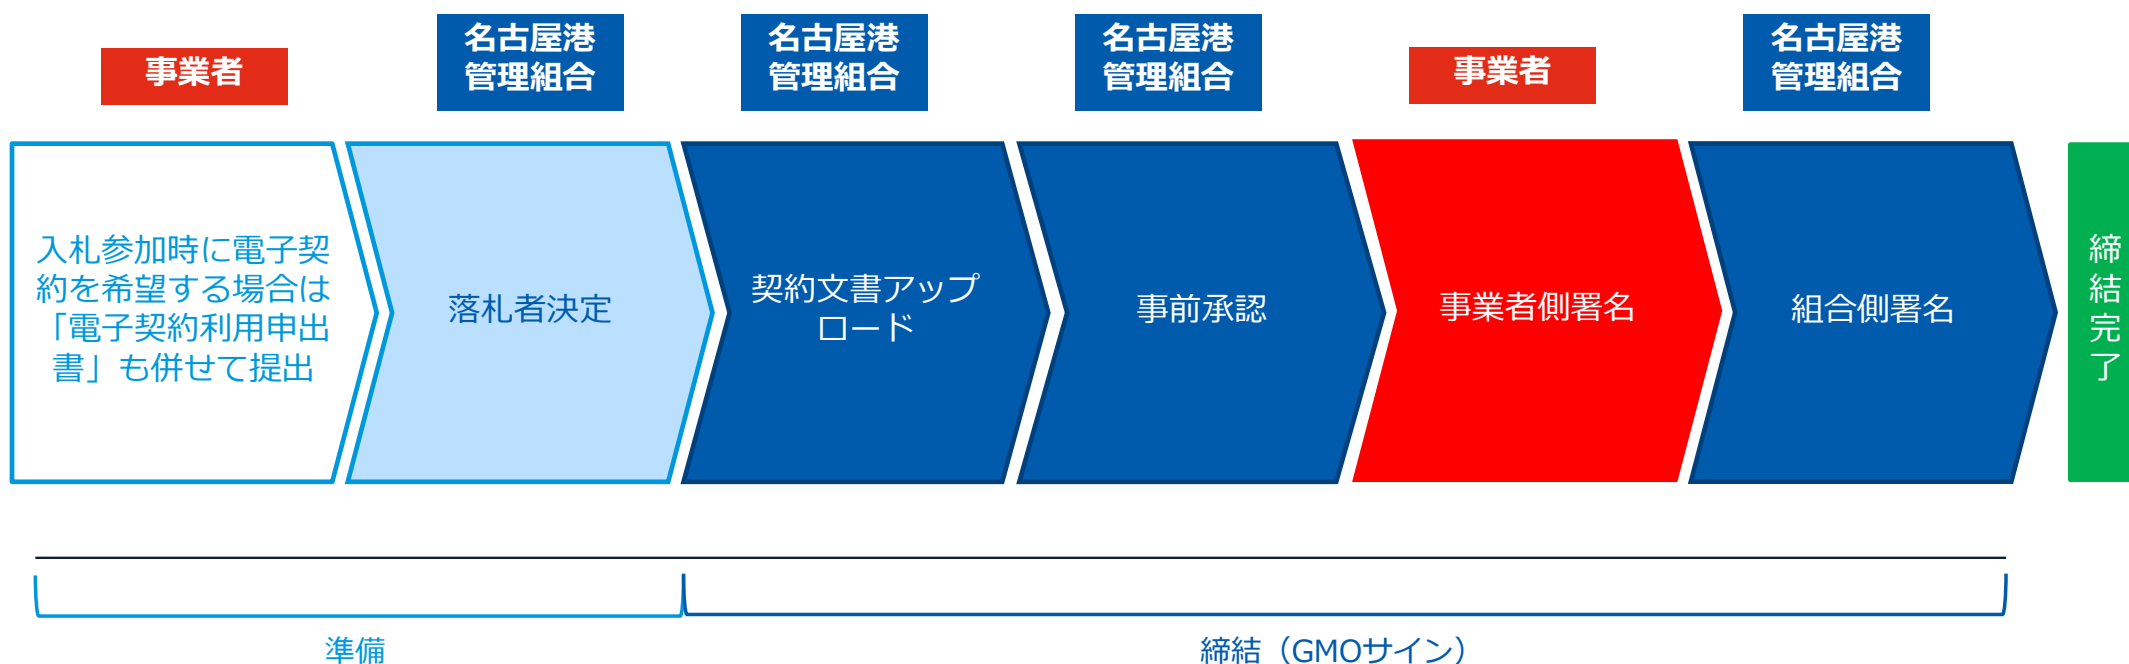 事業者
名古屋港
管理組合
名古屋港
管理組合
名古屋港
管理組合
事業者
名古屋港
管理組合
入札参加時に電子契
約を希望する場合は
「電子契約利用申出
書」も併せて提出
落札者決定
契約文書アップ
ロード
事前承認
事業者側署名
組合側署名
締結完了
準備
締結（GMOサイン）